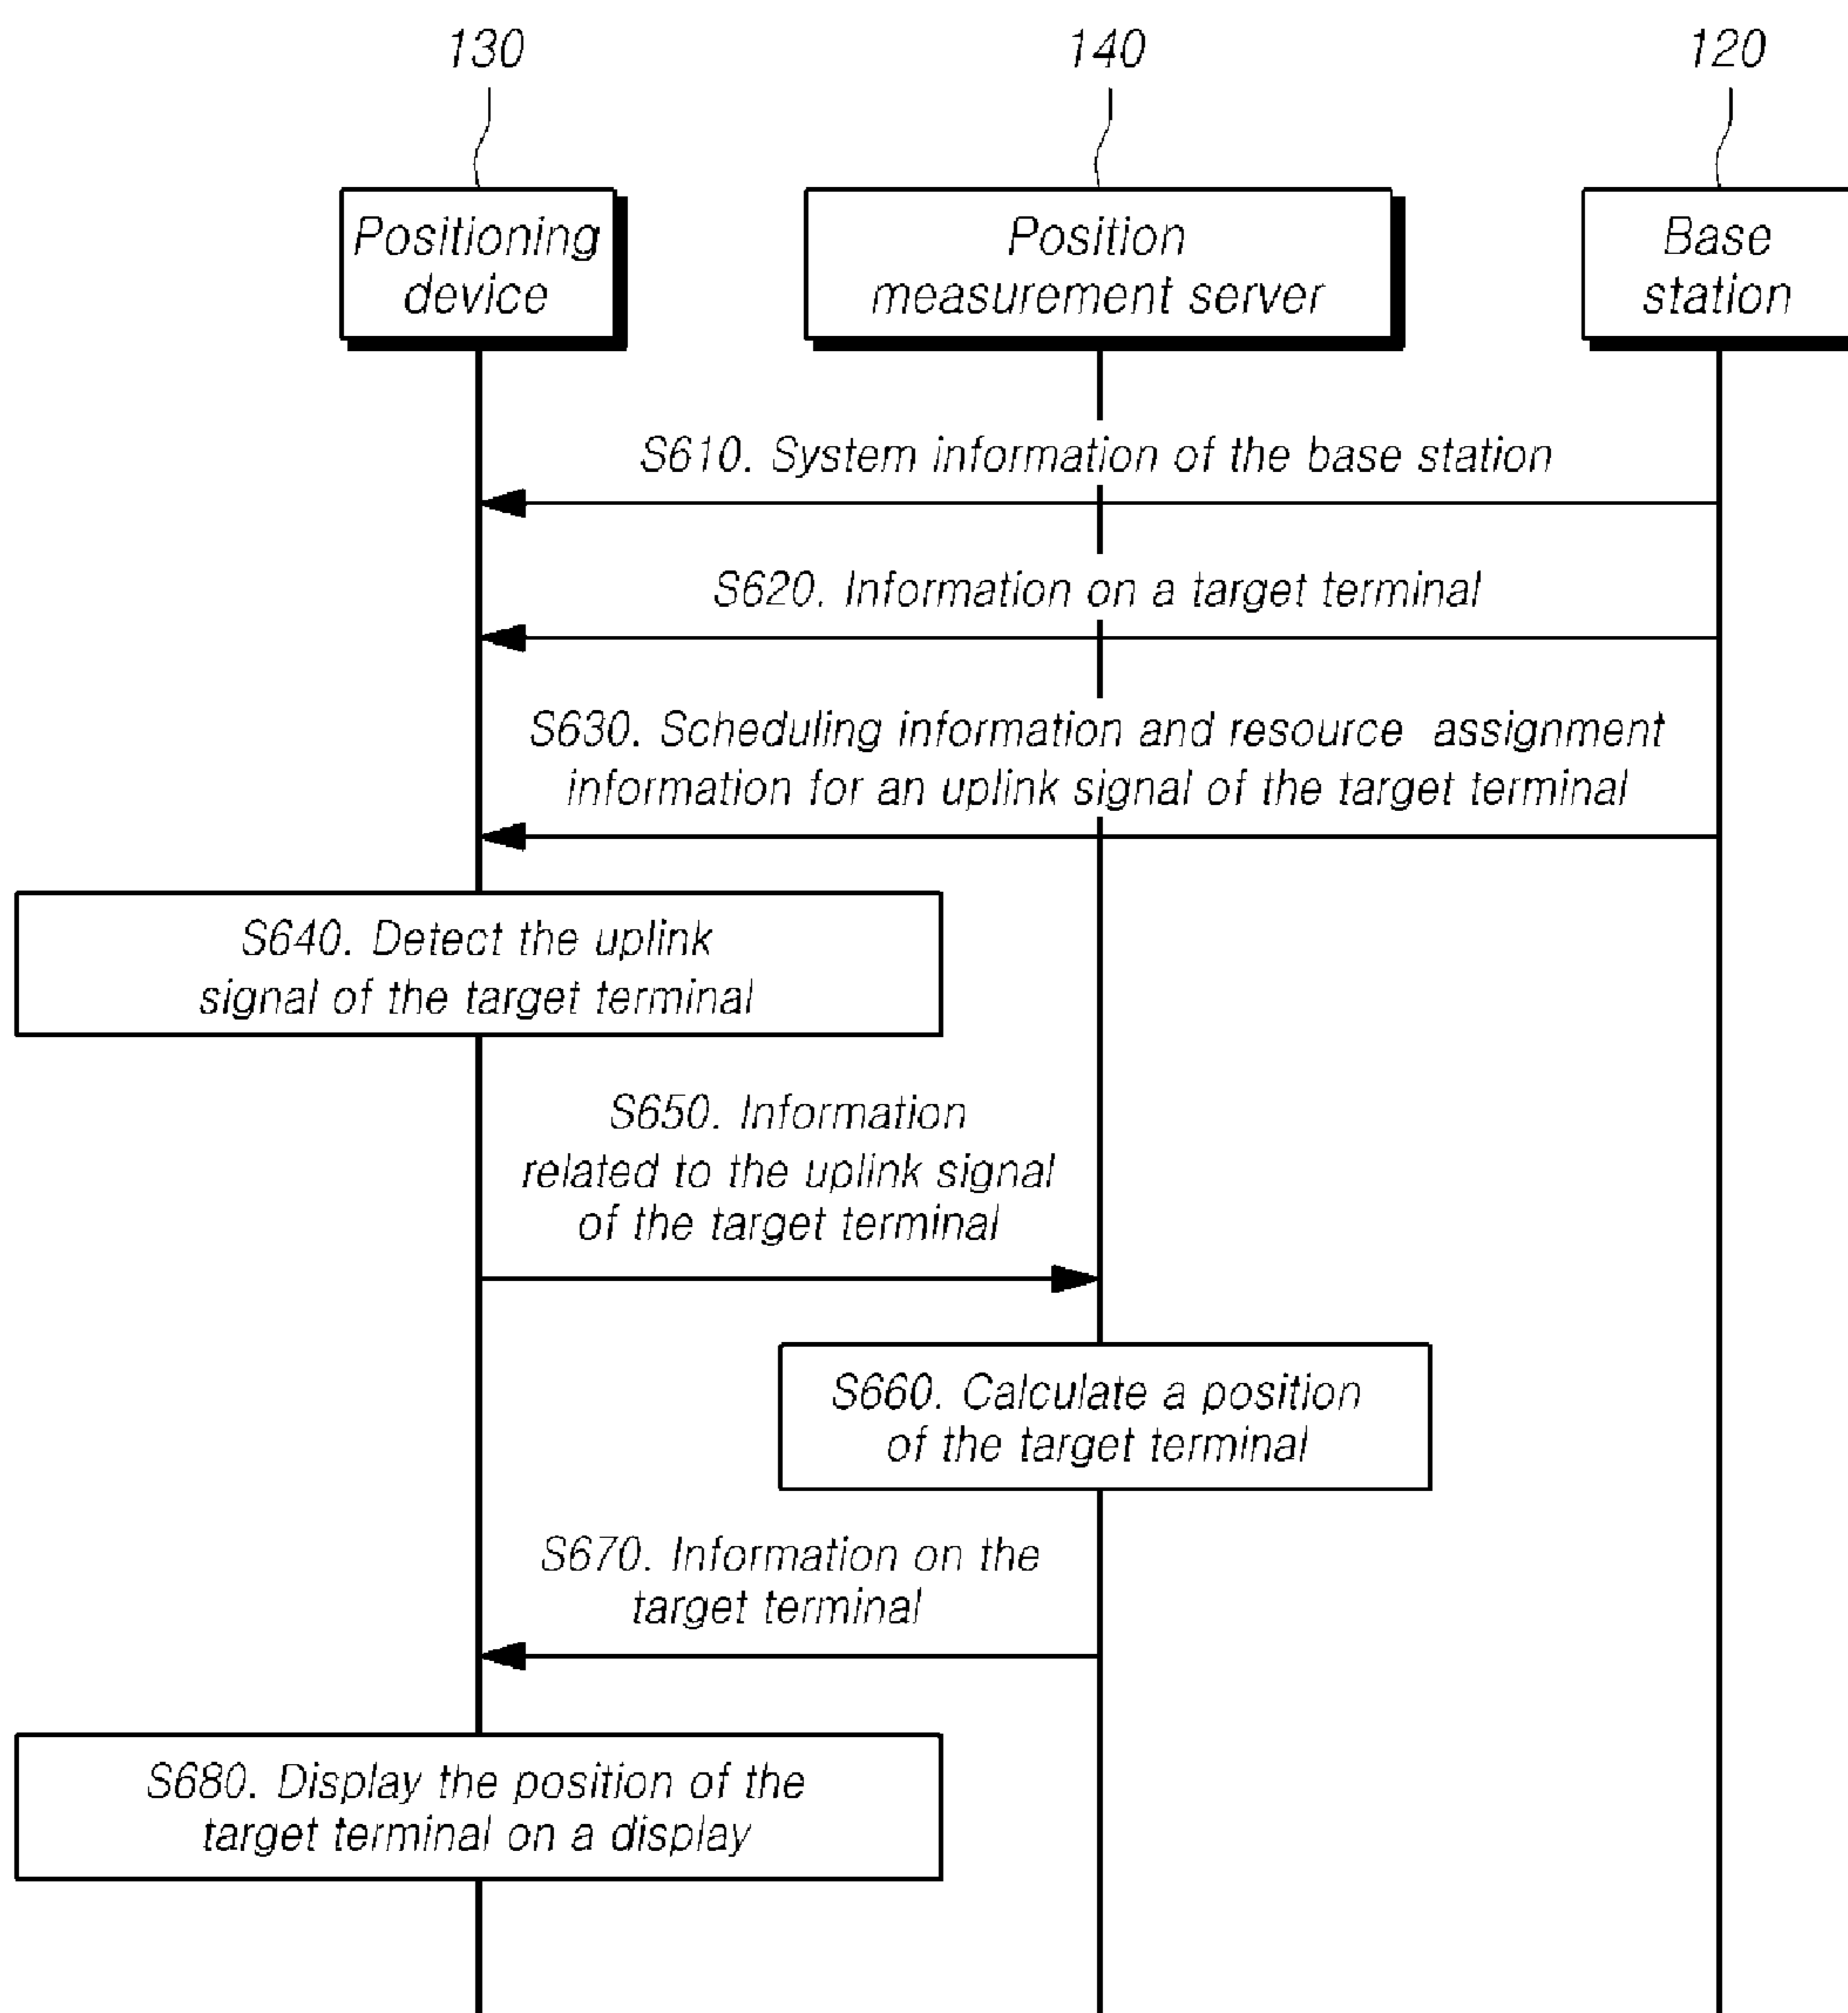 130
140
120
Positioning
device
Position
measurement server
Base
station
S610. System information of the base station
S620. Information on a target terminal
S630. Scheduling information and resource assignment
information for an uplink signal of the target terminal
S640. Detect the uplink
signal of the target terminal
S650. Information
related to the uplink signal
of the target terminal
S660. Calculate a position
of the target terminal
S670. Information on the
target terminal
S680. Display the position of the
target terminal on a display